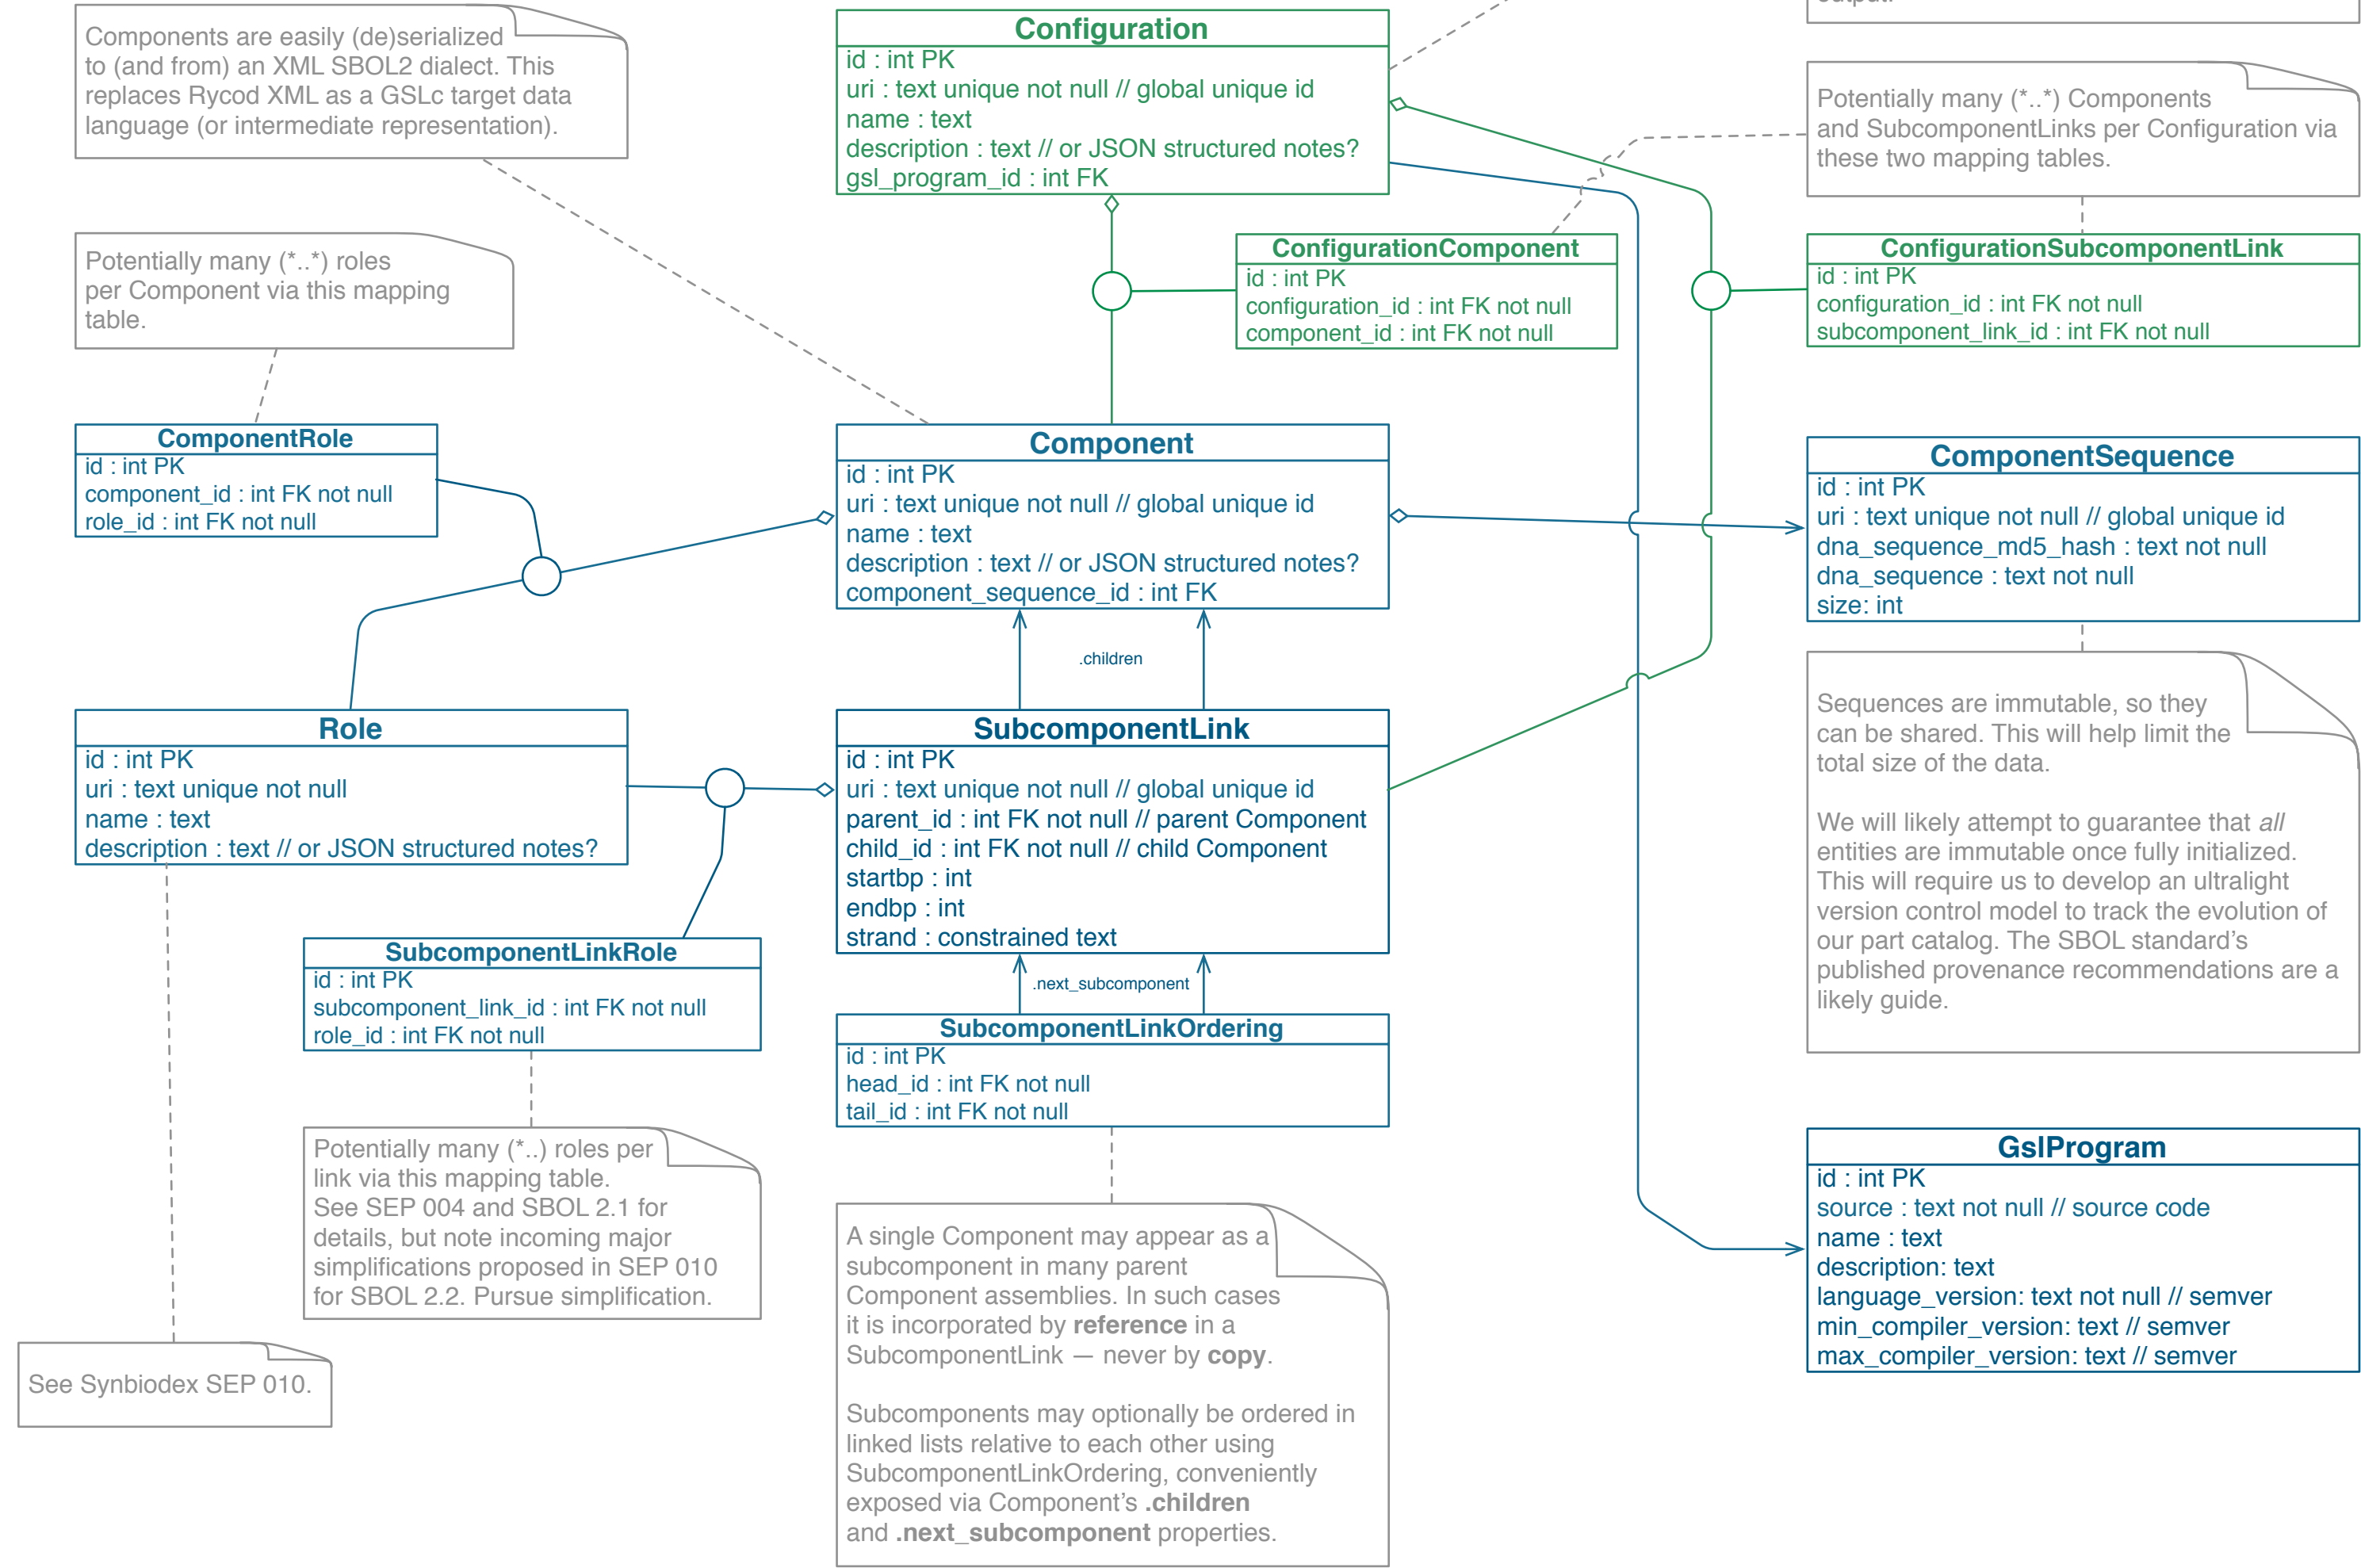 output.
Components are easily (de)serialized
to (and from) an XML SBOL2 dialect. This
replaces Rycod XML as a GSLc target data
language (or intermediate representation).
Configuration
id : int PK
uri : text unique not null // global unique id
name : text
description : text // or JSON structured notes?
gsl_program_id : int FK
Potentially many (*..*) Components
and SubcomponentLinks per Configuration via
these two mapping tables.
Potentially many (*..*) roles
per Component via this mapping
table.
ConfigurationComponent
id : int PK
configuration_id : int FK not null
component_id : int FK not null
ConfigurationSubcomponentLink
id : int PK
configuration_id : int FK not null
subcomponent_link_id : int FK not null
ComponentRole
id : int PK
component_id : int FK not null
role_id : int FK not null
Component
id : int PK
uri : text unique not null // global unique id
name : text
description : text // or JSON structured notes?
component_sequence_id : int FK
ComponentSequence
id : int PK
uri : text unique not null // global unique id
dna_sequence_md5_hash : text not null
dna_sequence : text not null
size: int
.children
Role
id : int PK
uri : text unique not null
name : text
description : text // or JSON structured notes?
SubcomponentLink
id : int PK
uri : text unique not null // global unique id
parent_id : int FK not null // parent Component
child_id : int FK not null // child Component
startbp : int
endbp : int
strand : constrained text
Sequences are immutable, so they
can be shared. This will help limit the
total size of the data.
We will likely attempt to guarantee that all
entities are immutable once fully initialized.
This will require us to develop an ultralight
version control model to track the evolution of
our part catalog. The SBOL standard's
published provenance recommendations are a
likely guide.
SubcomponentLinkRole
id : int PK
subcomponent_link_id : int FK not null
role_id : int FK not null
.next_subcomponent
SubcomponentLinkOrdering
id : int PK
head_id : int FK not null
tail_id : int FK not null
Potentially many (*..) roles per
link via this mapping table.
See SEP 004 and SBOL 2.1 for
details, but note incoming major
simplifications proposed in SEP 010
for SBOL 2.2. Pursue simplification.
GslProgram
id : int PK
source : text not null // source code
name : text
description: text
language_version: text not null // semver
min_compiler_version: text // semver
max_compiler_version: text // semver
See Synbiodex SEP 010.
A single Component may appear as a
subcomponent in many parent
Component assemblies. In such cases
it is incorporated by reference in a
SubcomponentLink — never by copy.
Subcomponents may optionally be ordered in
linked lists relative to each other using
SubcomponentLinkOrdering, conveniently
exposed via Component's .children
and .next_subcomponent properties.